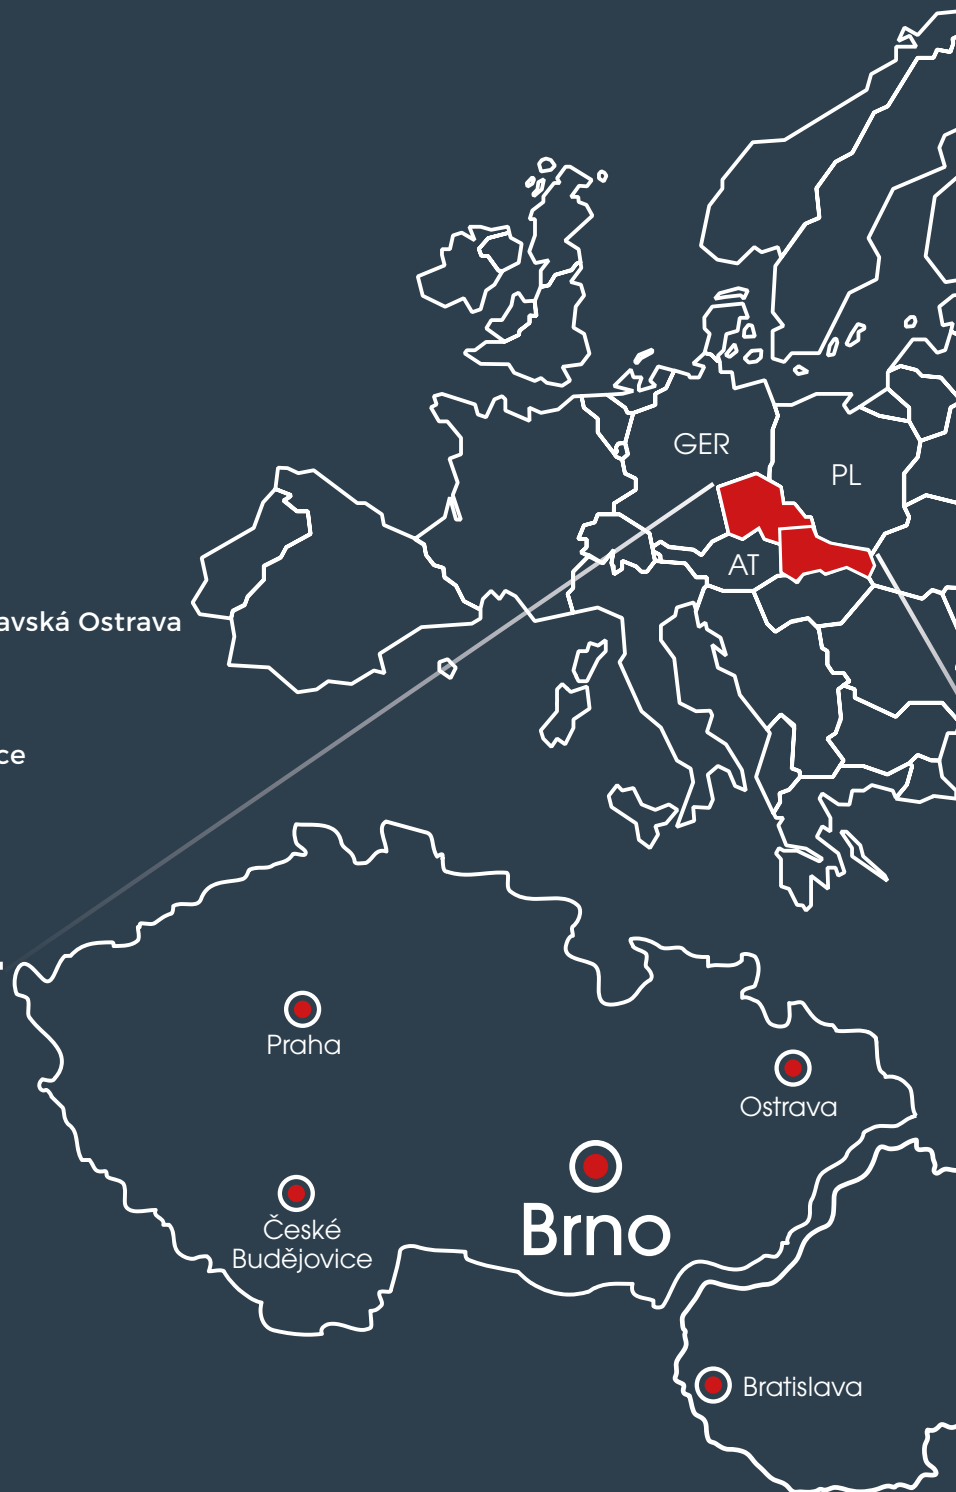 GER
PL
AT
avská Ostrava
ce
Praha
Ostrava
České
Budějovice
Brno
Bratislava